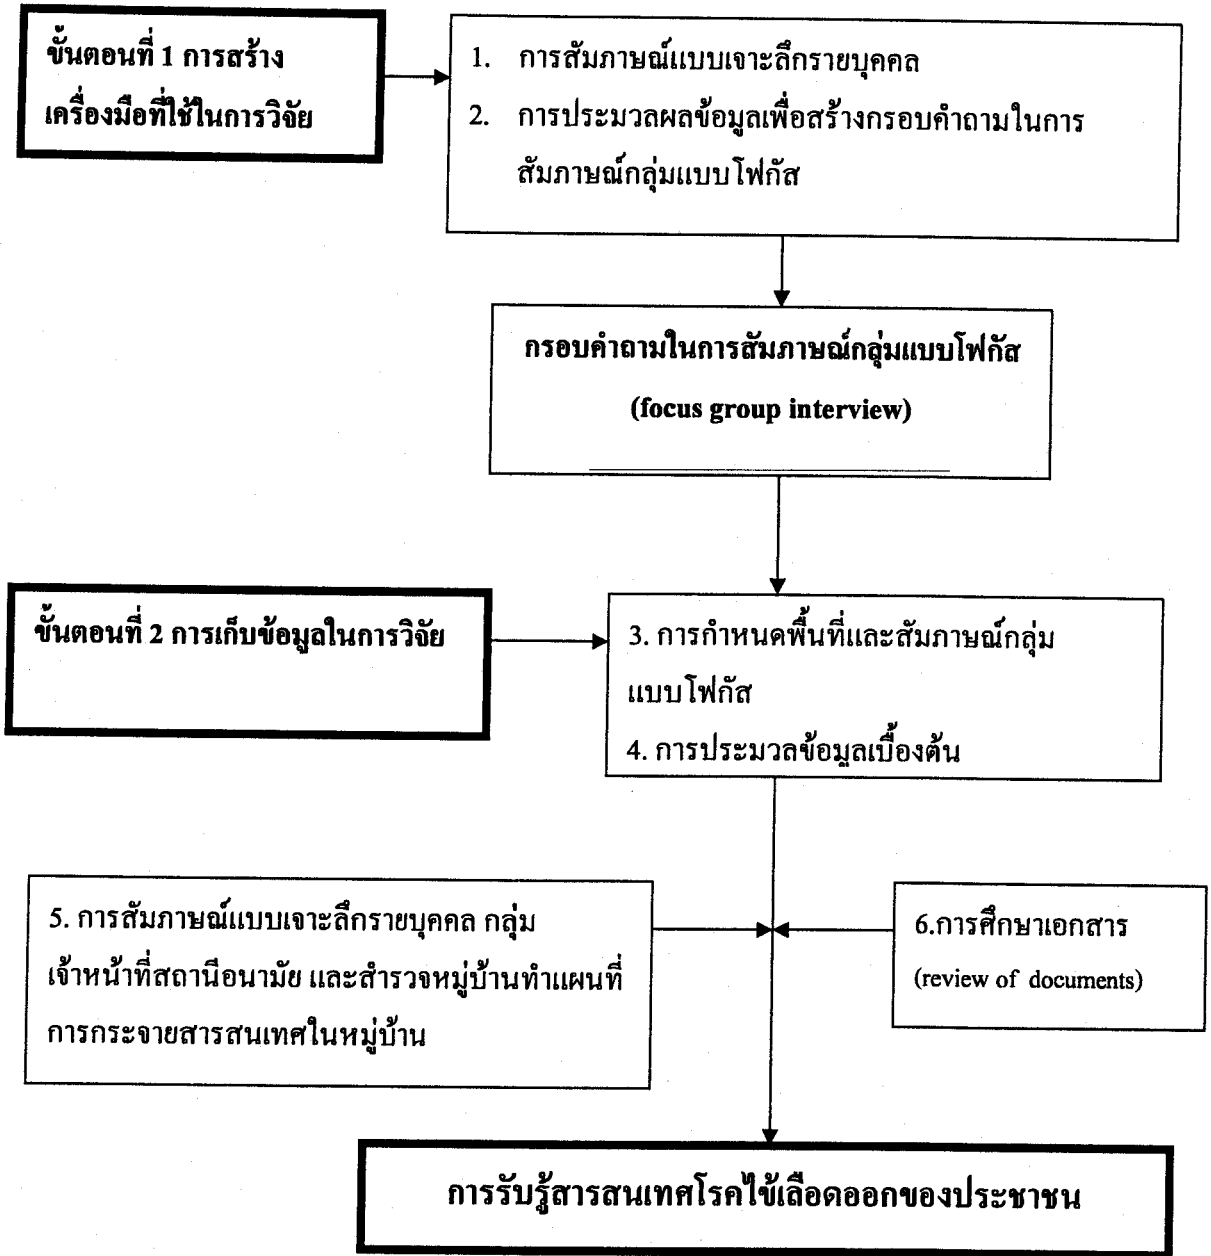 ขั้นตอนที่ 1 การสร้าง
เครื่องมือที่ใช้ในการวิจัย
1. การสัมภาษณ์แบบเจาะลึกรายบุคคล
2. การประมวลผลข้อมูลเพื่อสร้างกรอบคำถามในการ
สัมภาษณ์กลุ่มแบบโฟกัส
กรอบคำถามในการสัมภาษณ์กลุ่มแบบโฟกัส
(focus group interview)
ขั้นตอนที่ 2 การเก็บข้อมูลในการวิจัย
3. การกำหนดพื้นที่และสัมภาษณ์กลุ่ม
แบบโฟกัส
4. การประมวลข้อมูลเบื้องต้น
5. การสัมภาษณ์แบบเจาะลึกรายบุคคล กลุ่ม
เจ้าหน้าที่สถานีอนามัย และสำรวจหมู่บ้านทำแผนที่
การกระจายสารสนเทศในหมู่บ้าน
6.การศึกษาเอกสาร
(review of documents)
การรับรู้สารสนเทศโรคไข้เลือดออกของประชาชน